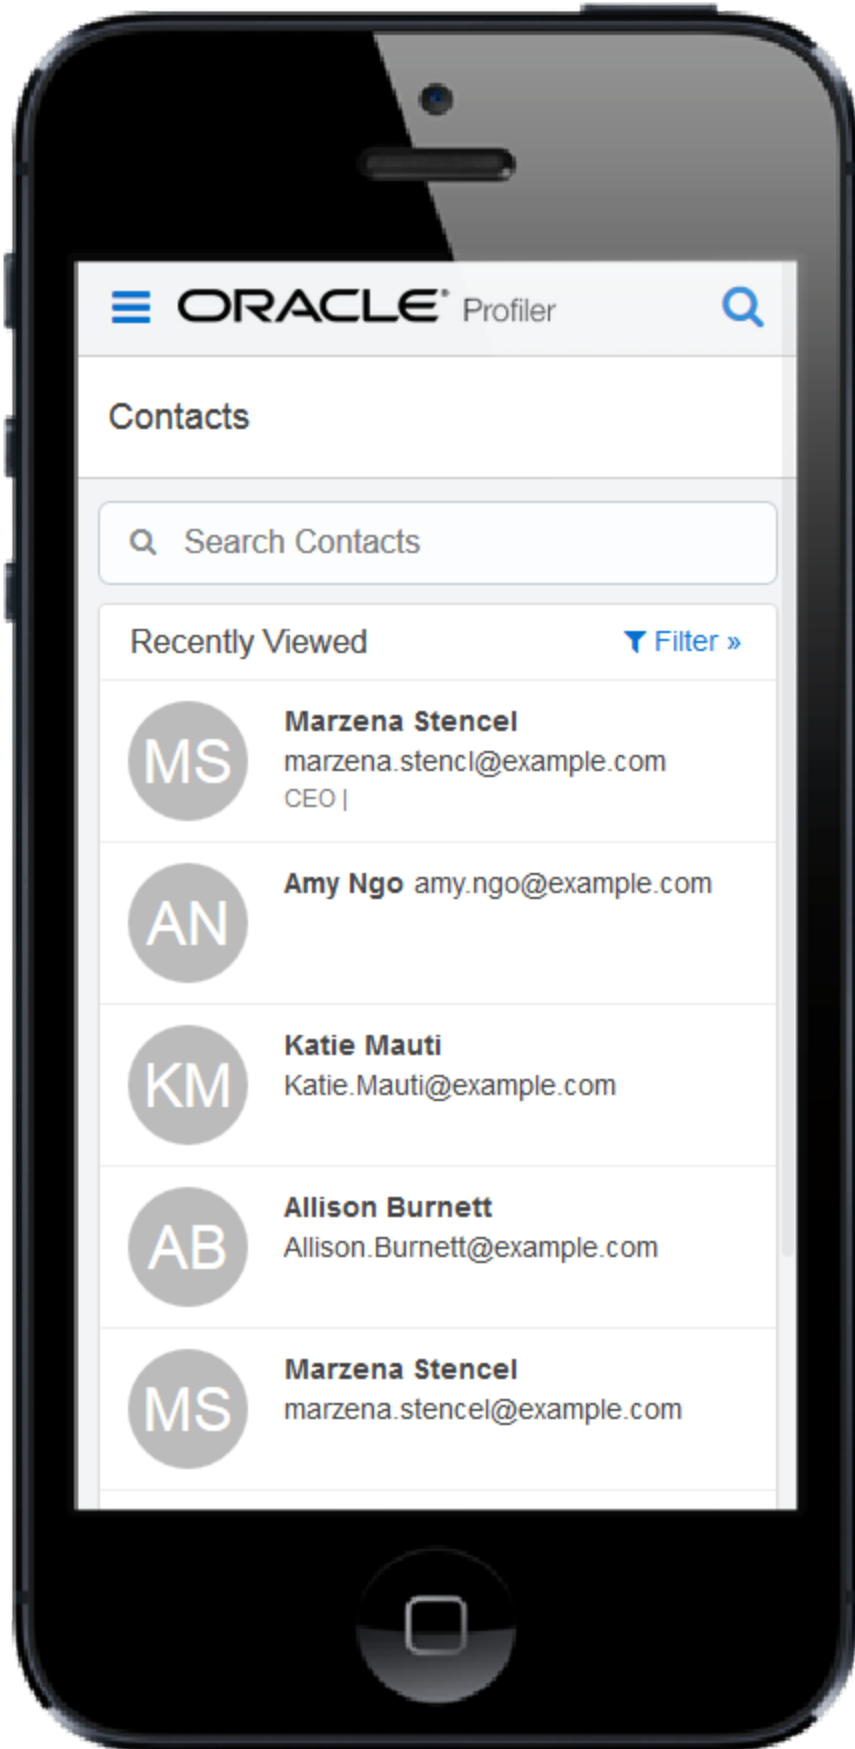 ORACLE® Profiler
Contacts
Search Contacts
Recently Viewed Filter »
MS
Marzena Stencel
marzena.stencl@example.com
CEO |
AN
Amy Ngo amy.ngo@example.com
KM
Katie Mauti
Katie.Mauti@example.com
AB
Allison Burnett
Allison.Burnett@example.com
MS
Marzena Stencel
marzena.stencel@example.com